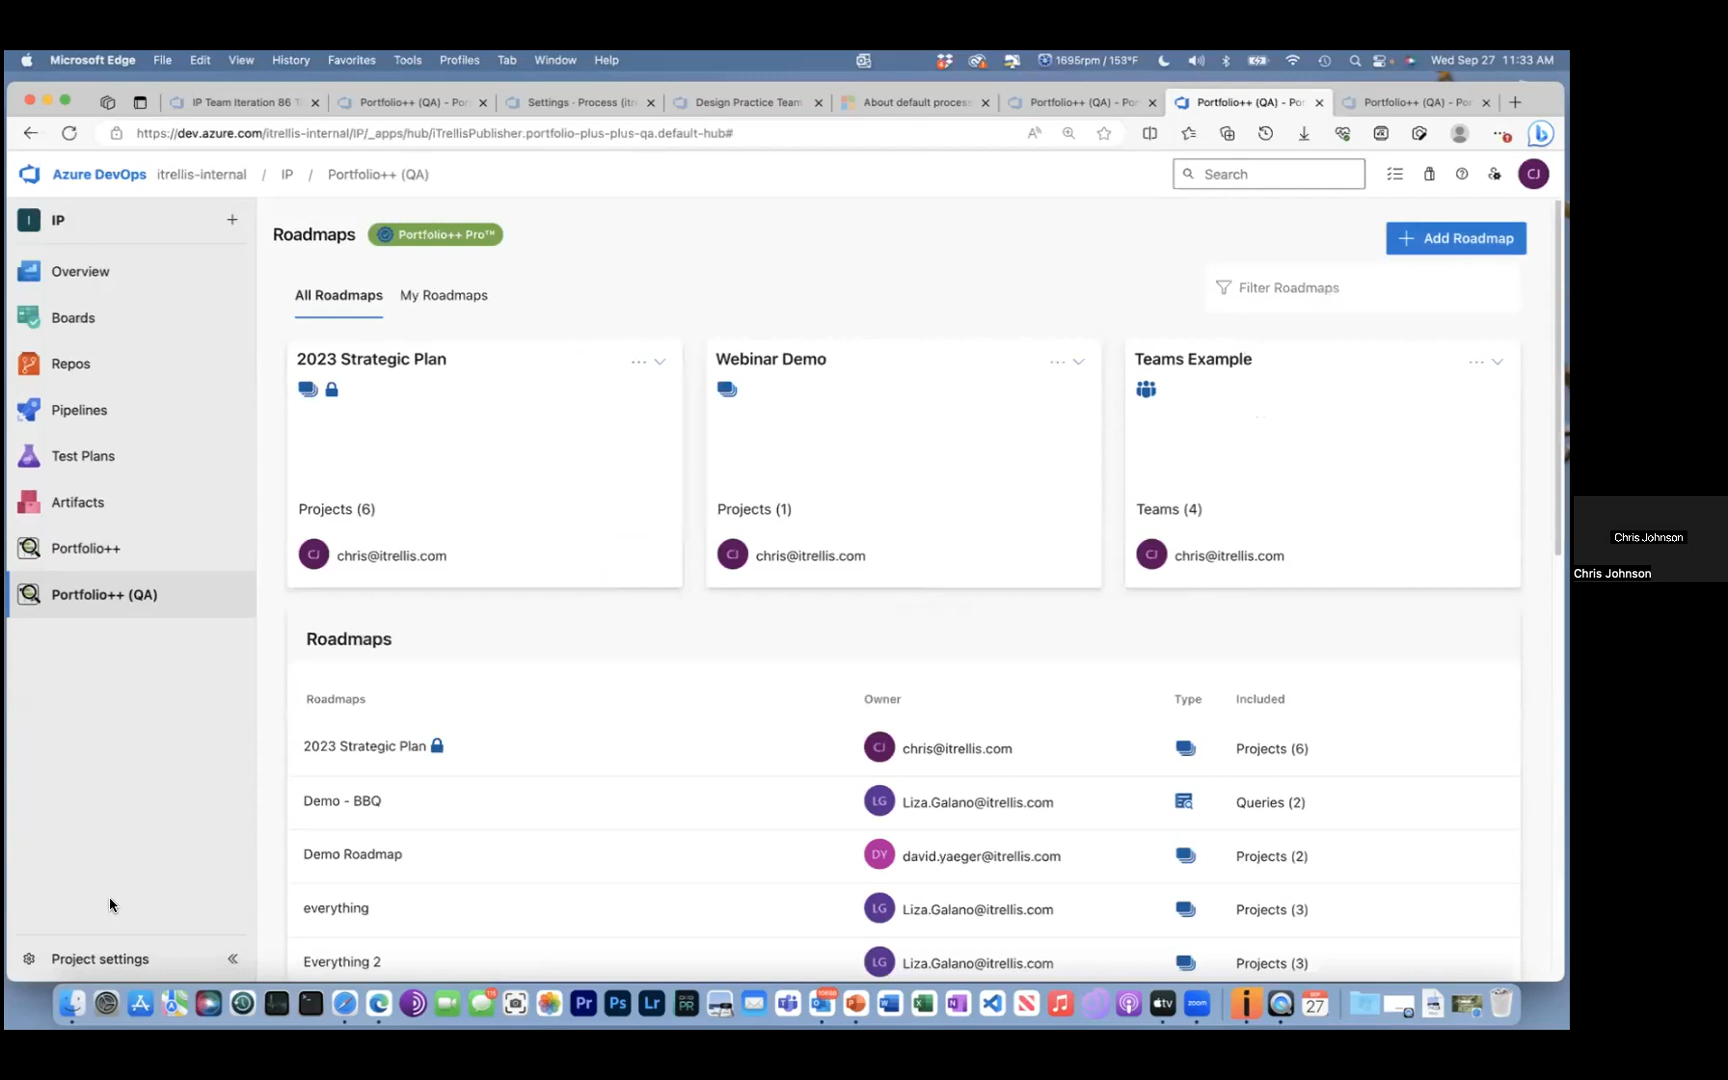 Microsoft Edge File Edit View History Favorites Tools Profiles Tab Window Help 1695rpm / 153°F Wed Sep 27 11:33 AM
IP Team Iteration 86 Portfolio++ (QA) - Por Settings - Process (itr Design Practice Team About default process Portfolio++ (QA) - Por Portfolio++ (QA) - Por Portfolio++ (QA) - Por
https://dev.azure.com/itrellis-internal/IP/_apps/hub/iTrellisPublisher.portfolio-plus-plus-qa.default-hub#
Azure DevOps itrellis-internal / IP / Portfolio++ (QA) Search CJ
I IP
Overview
Boards
Repos
Pipelines
Test Plans
Artifacts
Portfolio++
Portfolio++ (QA)
Project settings
Roadmaps Portfolio++ Pro™ Add Roadmap
All Roadmaps My Roadmaps Filter Roadmaps
2023 Strategic Plan Webinar Demo Teams Example
Projects (6) Projects (1) Teams (4)
CJ chris@itrellis.com CJ chris@itrellis.com CJ chris@itrellis.com
Roadmaps
Roadmaps Owner Type Included
2023 Strategic Plan CJ chris@itrellis.com Projects (6)
Demo - BBQ LG Liza.Galano@itrellis.com Queries (2)
Demo Roadmap DY david.yaeger@itrellis.com Projects (2)
everything LG Liza.Galano@itrellis.com Projects (3)
Everything 2 LG Liza.Galano@itrellis.com Projects (3)
Chris Johnson
Chris Johnson
Pr Ps Lr PR tv zoom 27